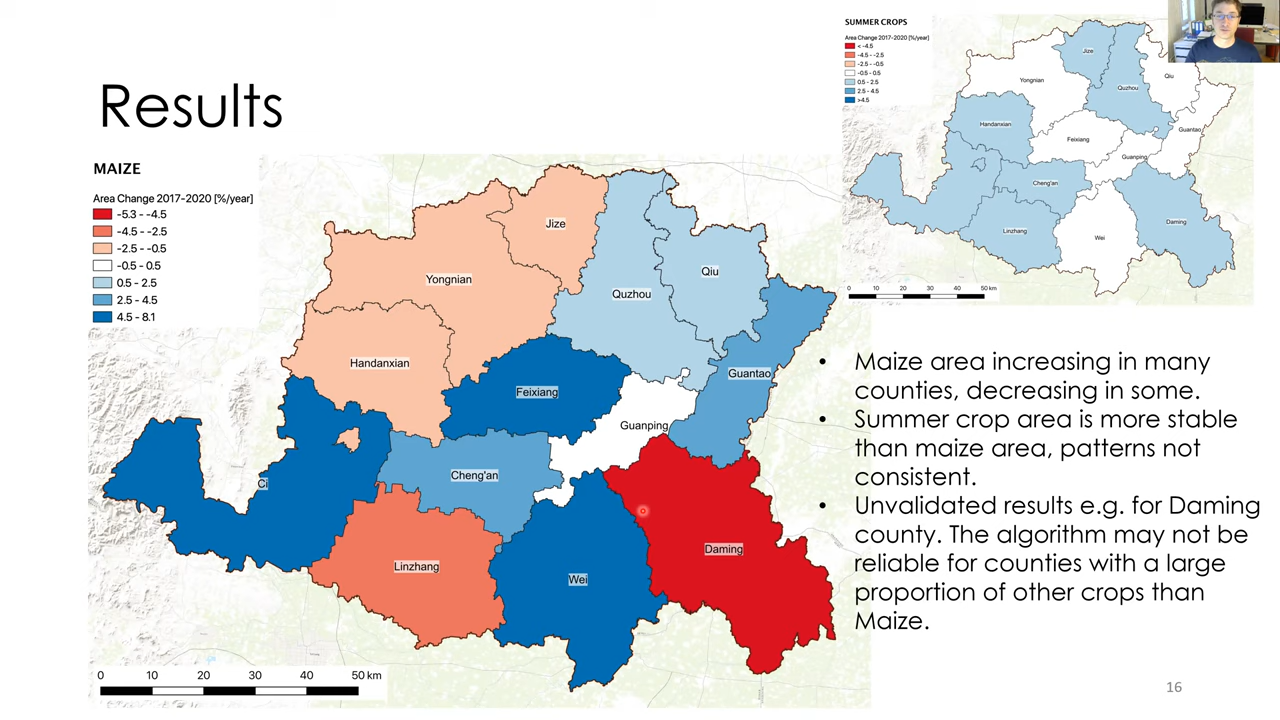 Results
MAIZE
Area Change 2017-2020 [%/year]
-5.3 - -4.5
-4.5 - -2.5
-2.5 - -0.5
-0.5 - 0.5
0.5 - 2.5
2.5 - 4.5
4.5 - 8.1
Jize
Yongnian
Qiu
Quzhou
Handanxian
Guantao
Feixiang
Guanping
Cheng'an
Ci
Daming
Linzhang
Wei
0 10 20 30 40 50 km
SUMMER CROPS
Area Change 2017-2020 [%/year]
< -4.5
-4.5 - -2.5
-2.5 - -0.5
-0.5 - 0.5
0.5 - 2.5
2.5 - 4.5
>4.5
Jize
Yongnian
Qiu
Quzhou
Handanxian
Guantao
Feixiang
Guanping
Cheng'an
Ci
Daming
Linzhang
Wei
0 10 20 30 40 50 km
• Maize area increasing in many
counties, decreasing in some.
• Summer crop area is more stable
than maize area, patterns not
consistent.
• Unvalidated results e.g. for Daming
county. The algorithm may not be
reliable for counties with a large
proportion of other crops than
Maize.
16